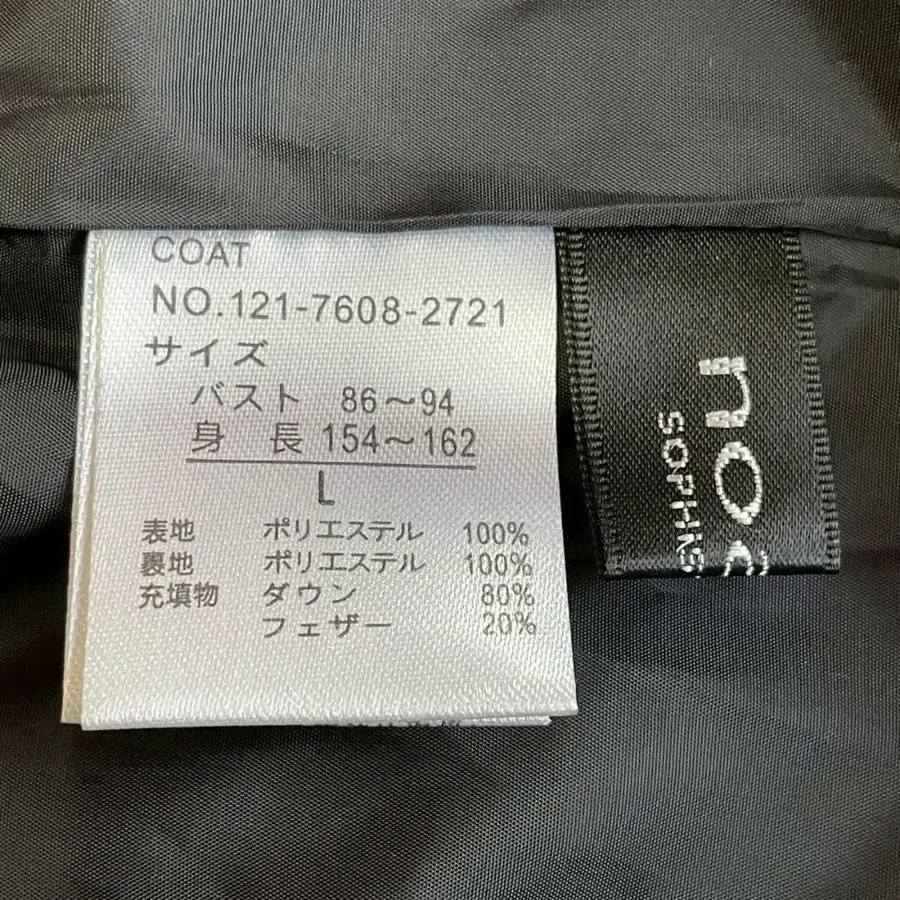 COAT
NO.121-7608-2721
サイズ
バスト 86～94
身 長 154～162
L
表地 ポリエステル 100%
裏地 ポリエステル 100%
充填物 ダウン 80%
フェザー 20%
no